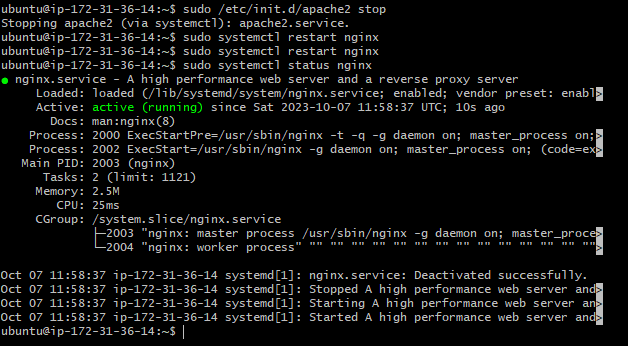 ubuntu@ip-172-31-36-14:~$ sudo /etc/init.d/apache2 stop
Stopping apache2 (via systemctl): apache2.service.
ubuntu@ip-172-31-36-14:~$ sudo systemctl restart nginx
ubuntu@ip-172-31-36-14:~$ sudo systemctl restart nginx
ubuntu@ip-172-31-36-14:~$ sudo systemctl status nginx
● nginx.service - A high performance web server and a reverse proxy server
     Loaded: loaded (/lib/systemd/system/nginx.service; enabled; vendor preset: enabl>
     Active: active (running) since Sat 2023-10-07 11:58:37 UTC; 10s ago
       Docs: man:nginx(8)
    Process: 2000 ExecStartPre=/usr/sbin/nginx -t -q -g daemon on; master_process on;>
    Process: 2002 ExecStart=/usr/sbin/nginx -g daemon on; master_process on; (code=ex>
   Main PID: 2003 (nginx)
      Tasks: 2 (limit: 1121)
     Memory: 2.5M
        CPU: 25ms
     CGroup: /system.slice/nginx.service
             ├─2003 "nginx: master process /usr/sbin/nginx -g daemon on; master_proce>
             └─2004 "nginx: worker process" "" "" "" "" "" "" "" "" "" "" "" "" "" "">
Oct 07 11:58:37 ip-172-31-36-14 systemd[1]: nginx.service: Deactivated successfully.
Oct 07 11:58:37 ip-172-31-36-14 systemd[1]: Stopped A high performance web server and>
Oct 07 11:58:37 ip-172-31-36-14 systemd[1]: Starting A high performance web server an>
Oct 07 11:58:37 ip-172-31-36-14 systemd[1]: Started A high performance web server and>
ubuntu@ip-172-31-36-14:~$